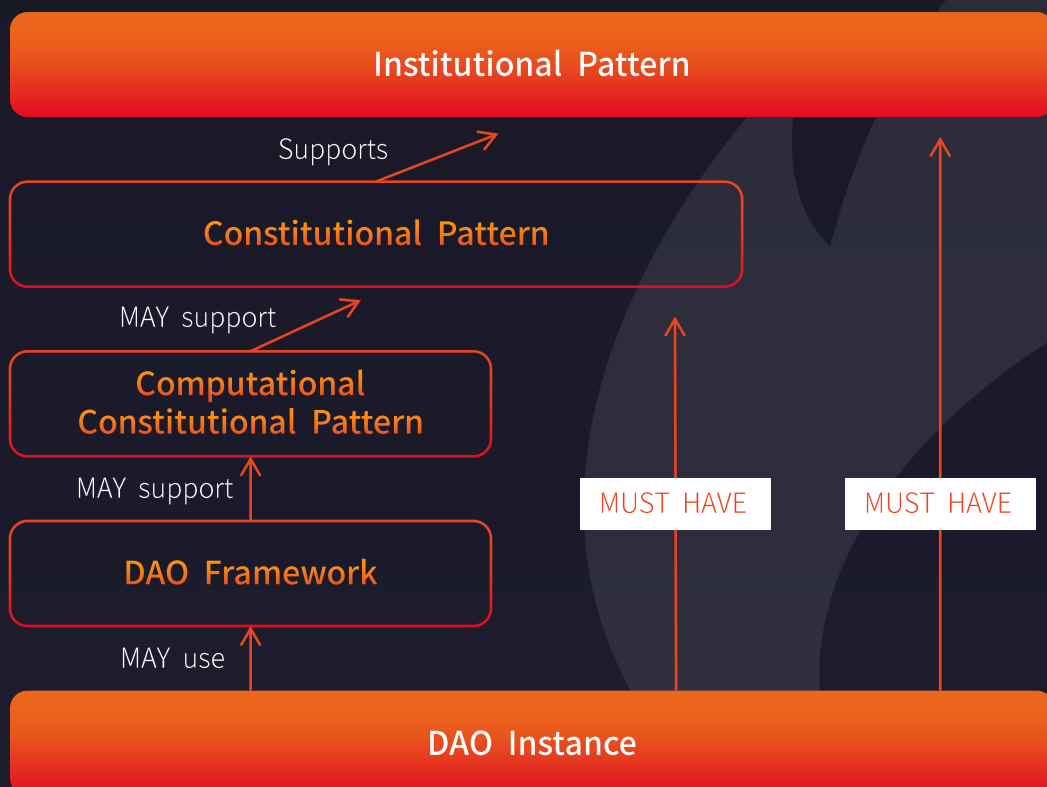 Institutional Pattern
Supports
Constitutional Pattern
MAY support
Computational
Constitutional Pattern
MAY support
MUST HAVE
MUST HAVE
DAO Framework
MAY use
DAO Instance